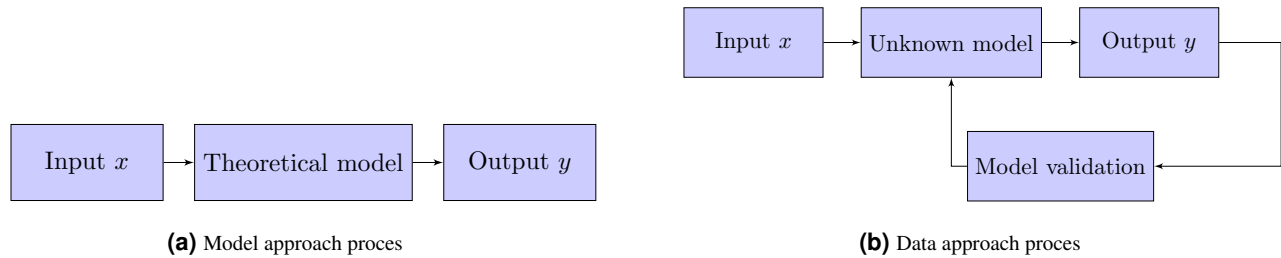 Input x
Theoretical model
Output y
(a) Model approach proces
Input x
Unknown model
Output y
Model validation
(b) Data approach proces